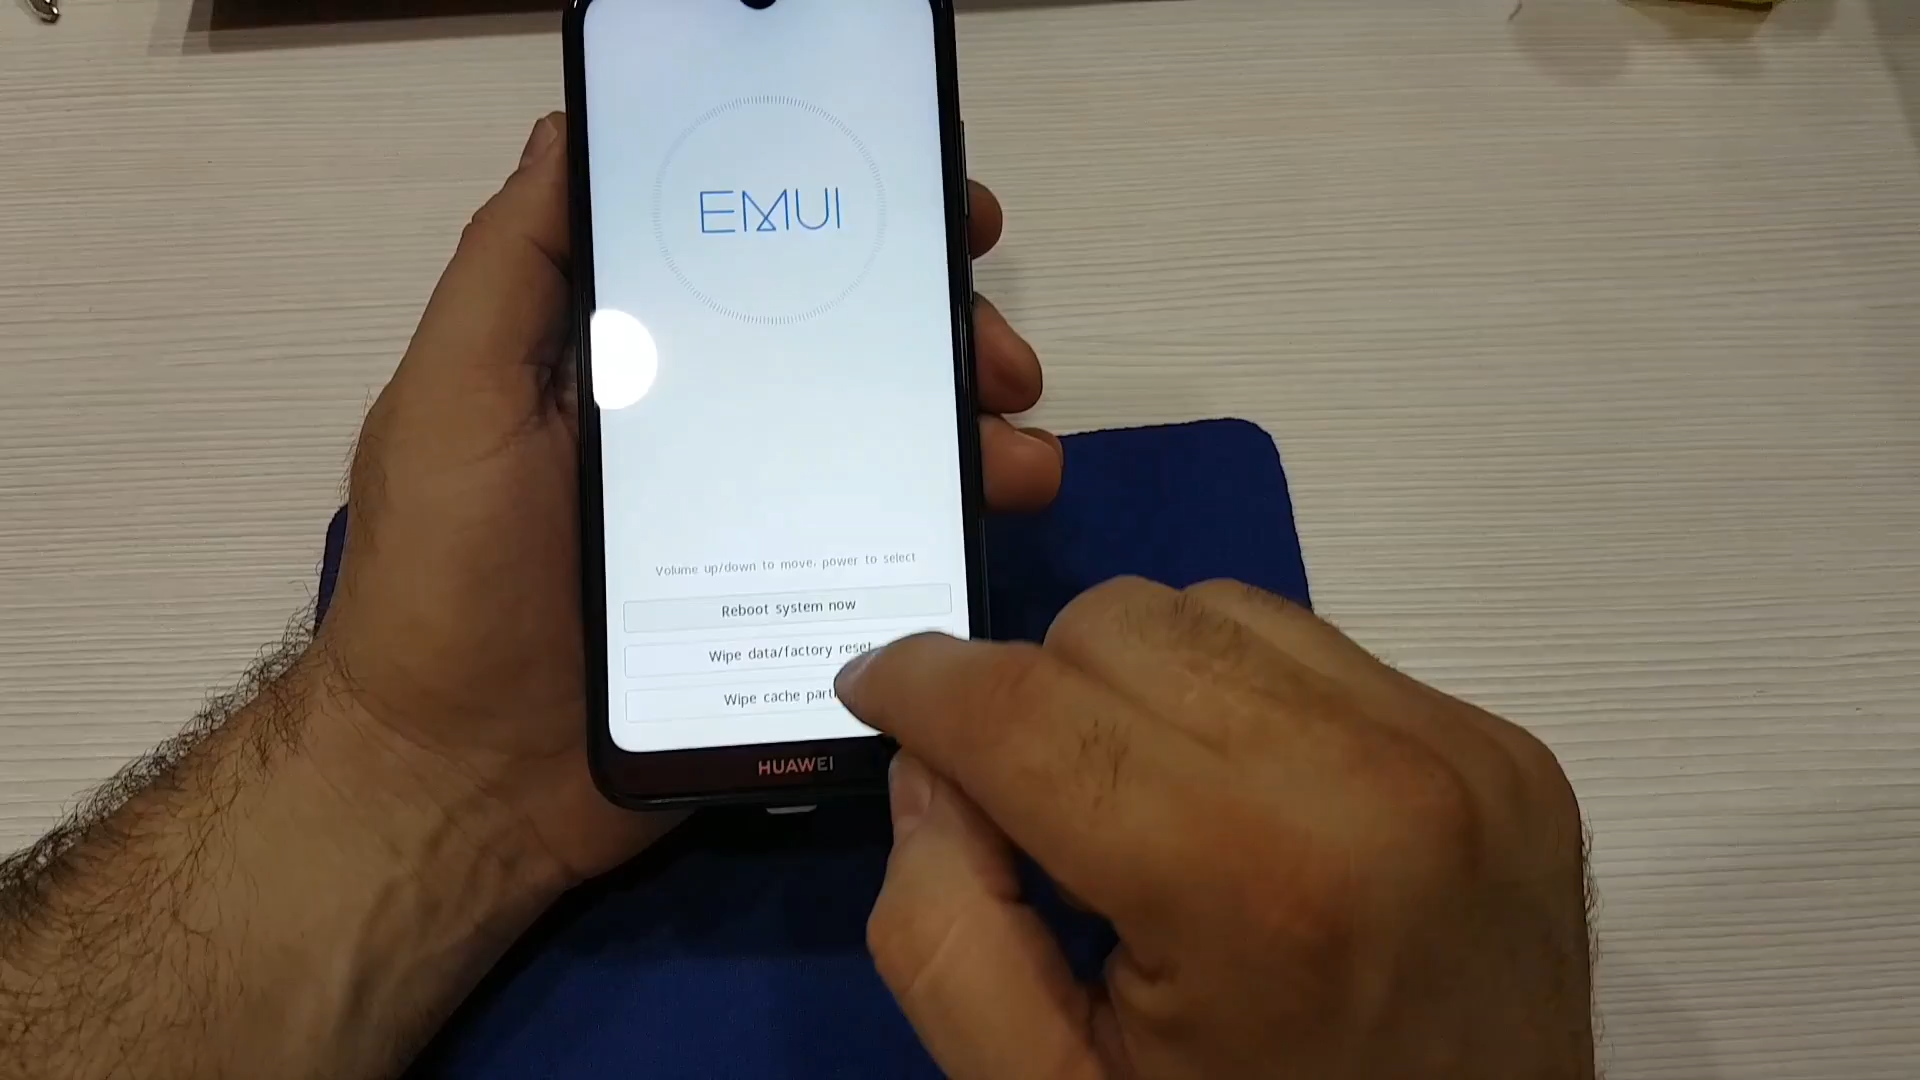 EMUI
Volume up/down to move, power to select
Reboot system now
Wipe data/factory reset
Wipe cache
HUAWEI